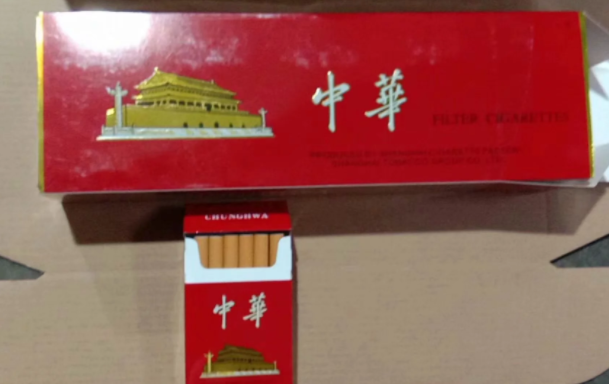 中華
FILTER CIGARETTES
CHUNGHWA
中華